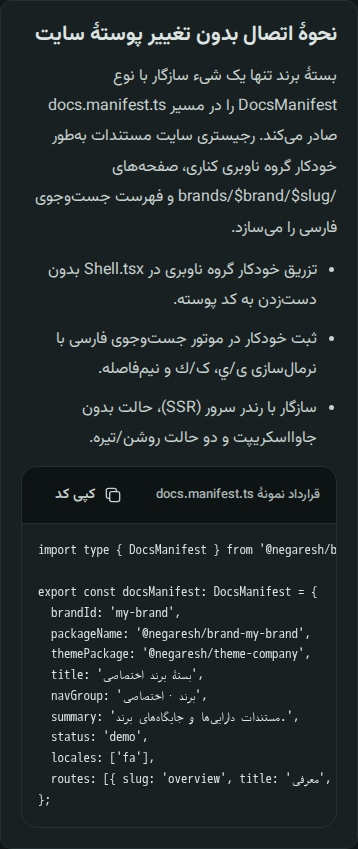 نحوهٔ اتصال بدون تغییر پوستهٔ سایت
بستهٔ برند تنها یک شیء سازگار با نوع
DocsManifest را در مسیر docs.manifest.ts
صادر می‌کند. رجیستری سایت مستندات به‌طور
خودکار گروه ناوبری کناری، صفحه‌های
/brands/$brand/$slug و فهرست جست‌وجوی
فارسی را می‌سازد.
• تزریق خودکار گروه ناوبری در Shell.tsx بدون
دست‌زدن به کد پوسته.
• ثبت خودکار در موتور جست‌وجوی فارسی با
نرمال‌سازی ی/ي، ک/ك و نیم‌فاصله.
• سازگار با رندر سرور (SSR)، حالت بدون
جاوااسکریپت و دو حالت روشن/تیره.
قرارداد نمونهٔ docs.manifest.ts
کپی کد
import type { DocsManifest } from '@negaresh/b
export const docsManifest: DocsManifest = {
  brandId: 'my-brand',
  packageName: '@negaresh/brand-my-brand',
  themePackage: '@negaresh/theme-company',
  title: 'بستهٔ برند اختصاصی',
  navGroup: 'برند · اختصاصی',
  summary: 'مستندات دارایی‌ها و جایگاه‌های برند.',
  status: 'demo',
  locales: ['fa'],
  routes: [{ slug: 'overview', title: 'معرفی',
};